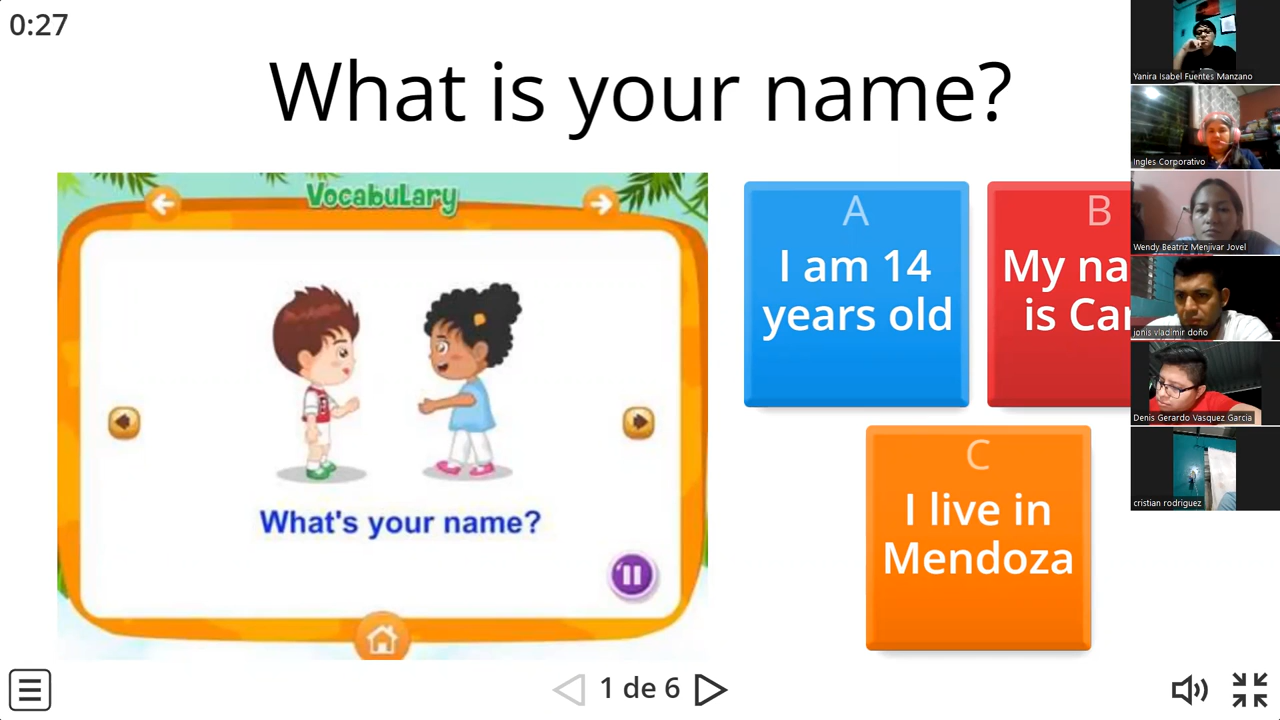 0:27
What is your name?
Vocabulary
What's your name?
A
I am 14
years old
B
My
is
C
I live in
Mendoza
1 de 6
Yanira Isabel Fuentes Manzano
Ingles Corporativo
Wendy Beatriz Menjivar Jovel
jonis vladimir doño
Denis Gerardo Vasquez Garcia
cristian rodriguez